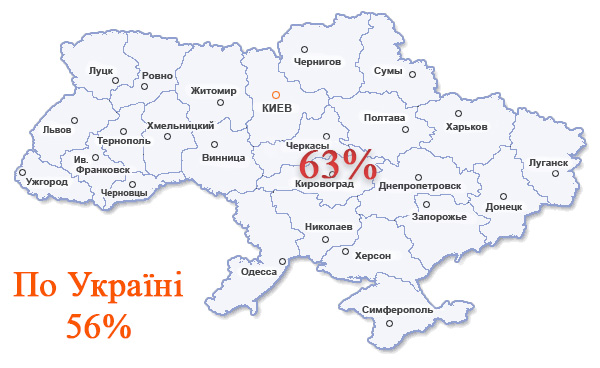 Чернигов
Луцк
Ровно
Сумы
Житомир
КИЕВ
Полтава
Харьков
Львов
Хмельницкий
Тернополь
Черкассы
Винница
Ив.
Франковск
63%
Луганск
Ужгород
Черновцы
Кировоград
Днепропетровск
Донецк
Запорожье
Николаев
Херсон
Одесса
По Україні
56%
Симферополь